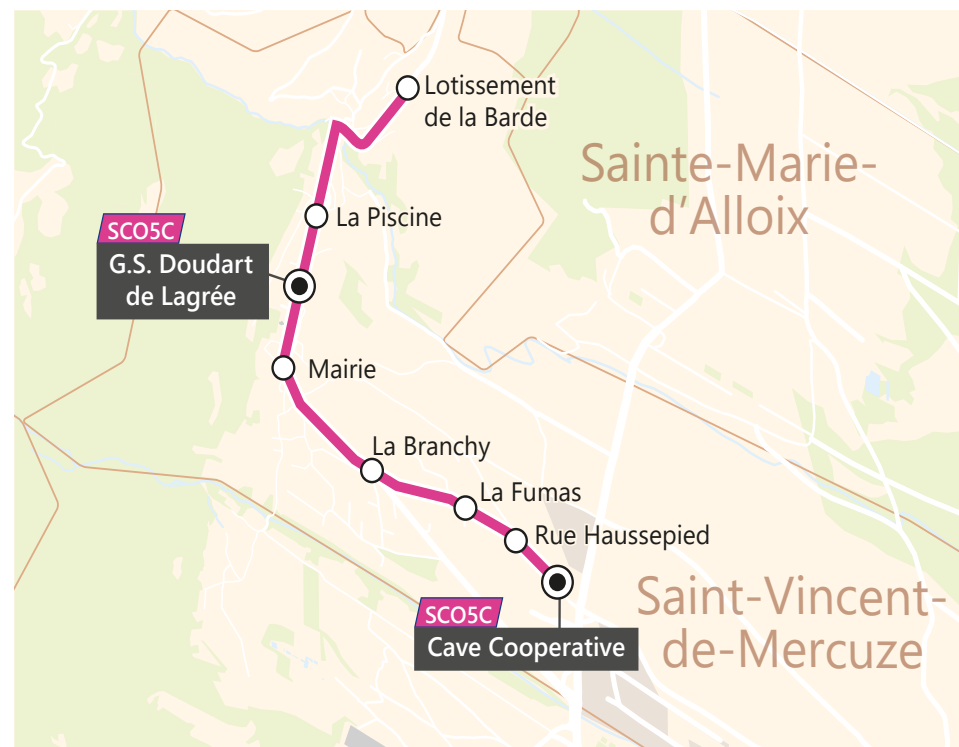 Lotissement
de la Barde
Sainte-Marie-
d'Alloix
La Piscine
SCO5C
G.S. Doudart
de Lagrée
Mairie
La Branchy
La Fumas
Rue Haussepied
Saint-Vincent-
de-Mercuze
SCO5C
Cave Cooperative